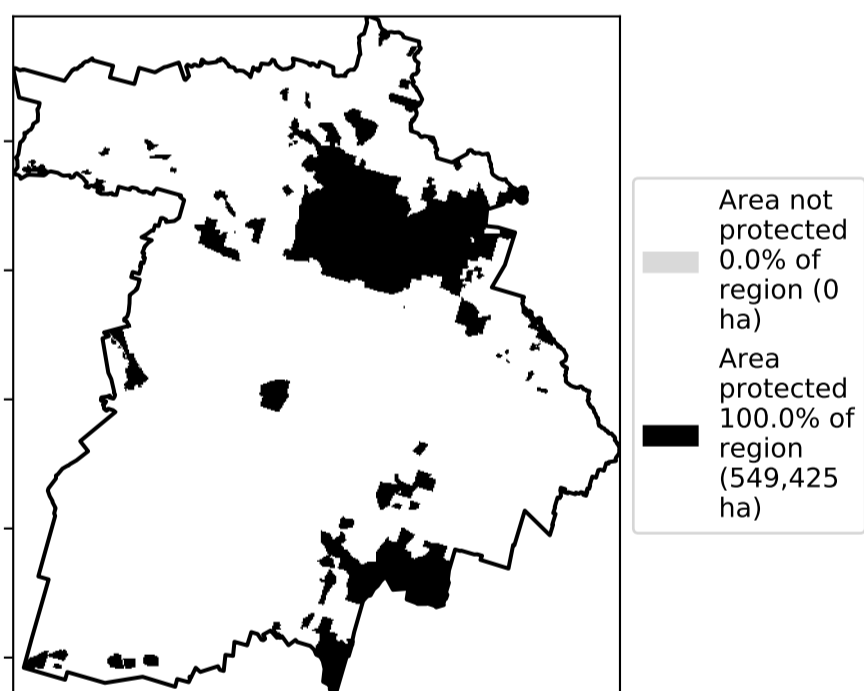 Area not
protected
0.0% of
region (0
ha)
Area
protected
100.0% of
region
(549,425
ha)